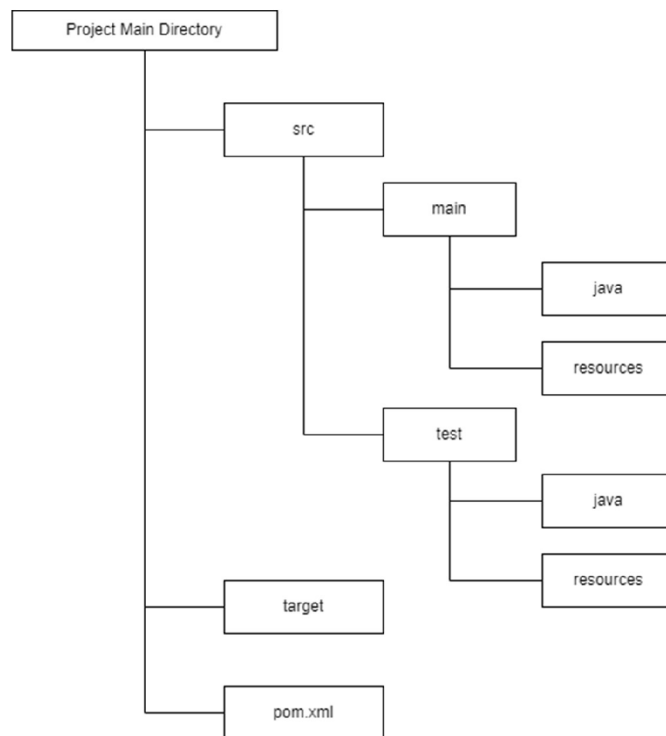 Project Main Directory
src
main
java
resources
test
java
resources
target
pom.xml